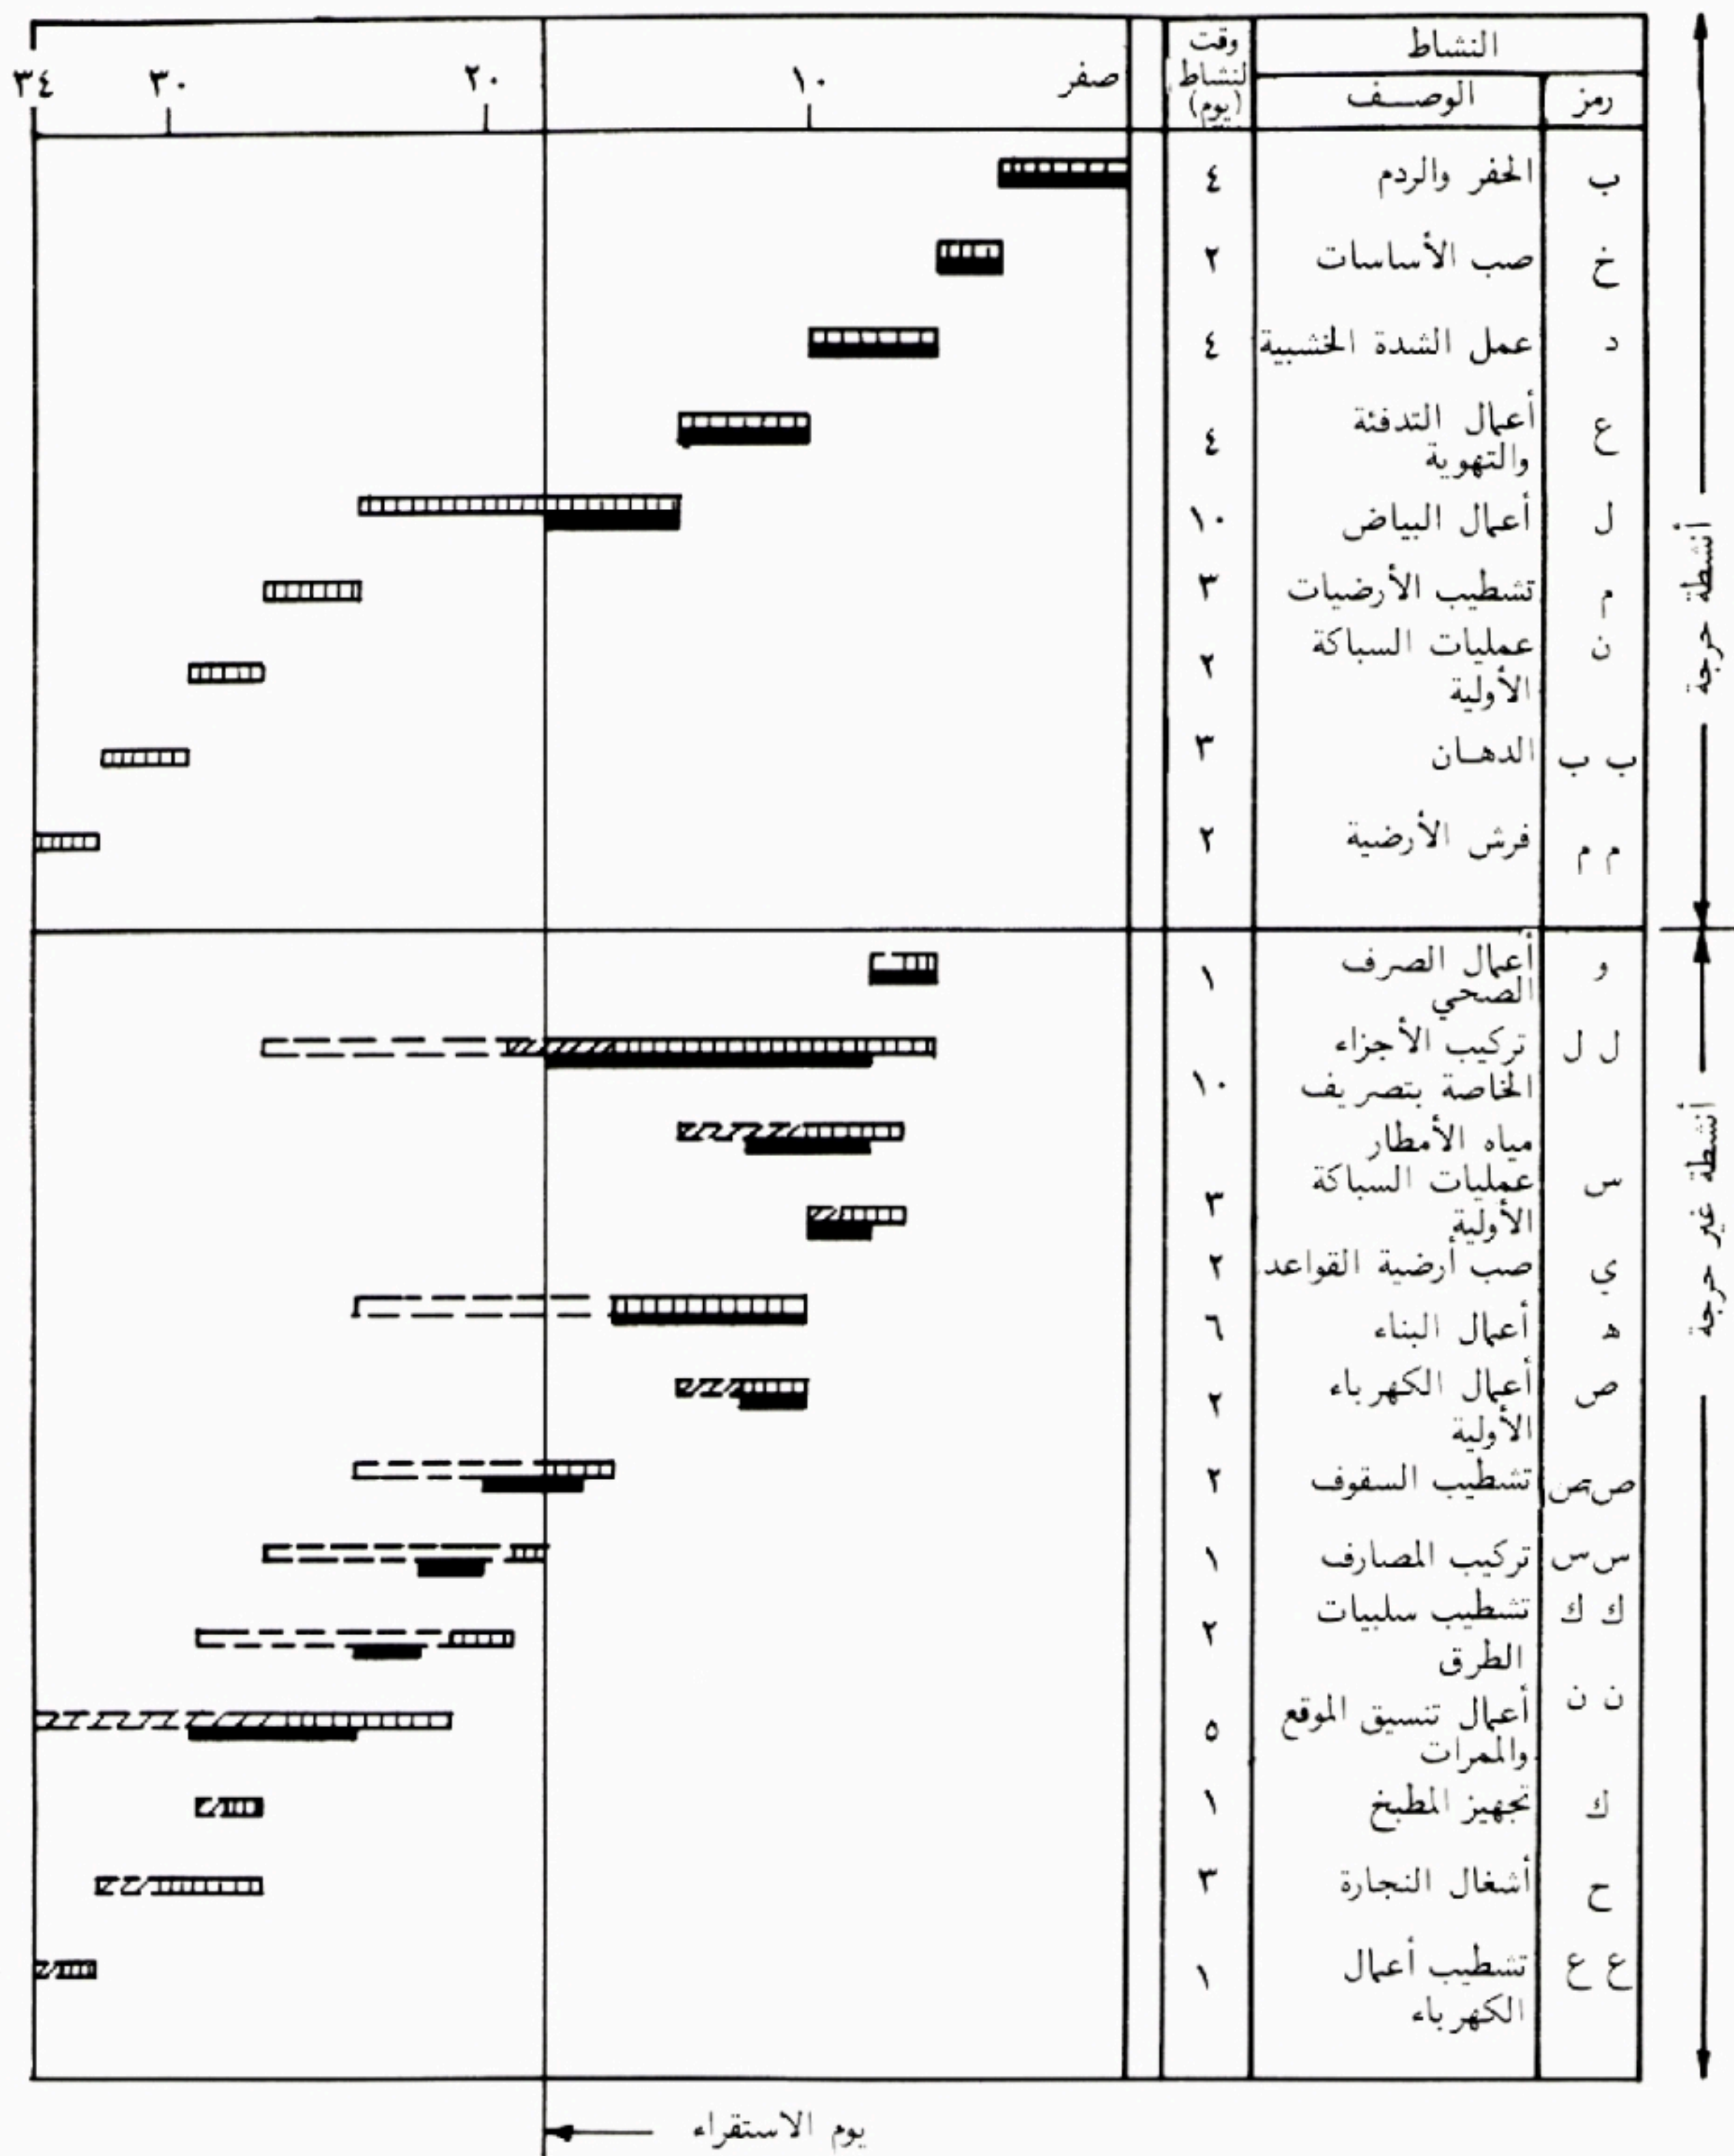 النشاط
رمز
الوصف
وقت
لنشاط
(يوم)
صفر
١٠
٢٠
٣٠
٣٤
أنشطة حرجة
ب
الحفر والردم
٤
خ
صب الأساسات
٢
د
عمل الشدة الخشبية
٤
ع
أعمال التدفئة
والتهوية
٤
ل
أعمال البياض
١٠
م
تشطيب الأرضيات
٣
ن
عمليات السباكة
الأولية
٢
ب ب
الدهان
٣
م م
فرش الأرضية
٢
أنشطة غير حرجة
و
أعمال الصرف
الصحي
١
ل ل
تركيب الأجزاء
الخاصة بتصريف
مياه الأمطار
١٠
س
عمليات السباكة
الأولية
٣
ي
صب أرضية القواعد
٢
ه
أعمال البناء
٦
ص
أعمال الكهرباء
الأولية
٢
ص ص
تشطيب السقوف
٢
س س
تركيب المصارف
١
ك ك
تشطيب سلبيات
الطرق
٢
ن ن
أعمال تنسيق الموقع
والممرات
٥
ك
تجهيز المطبخ
١
ح
أشغال النجارة
٣
ع ع
تشطيب أعمال
الكهرباء
١
يوم الاستقراء